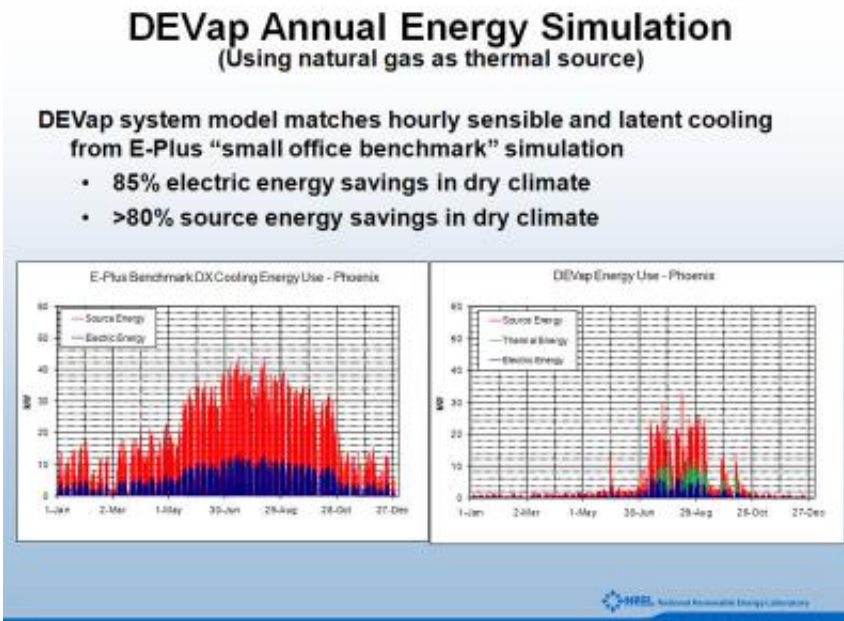 DEVap Annual Energy Simulation
(Using natural gas as thermal source)
DEVap system model matches hourly sensible and latent cooling
from E-Plus “small office benchmark” simulation
• 85% electric energy savings in dry climate
• >80% source energy savings in dry climate
E-Plus Benchmark DX Cooling Energy Use - Phoenix
60
Source Energy
Electric Energy
50
40
30
20
10
0
kW
1-Jan 2-Mar 1-May 30-Jun 29-Aug 28-Oct 27-Dec
DEVap Energy Use - Phoenix
60
Source Energy
Thermal Energy
Electric Energy
50
40
30
20
10
0
kW
1-Jan 2-Mar 1-May 30-Jun 29-Aug 28-Oct 27-Dec
NREL National Renewable Energy Laboratory